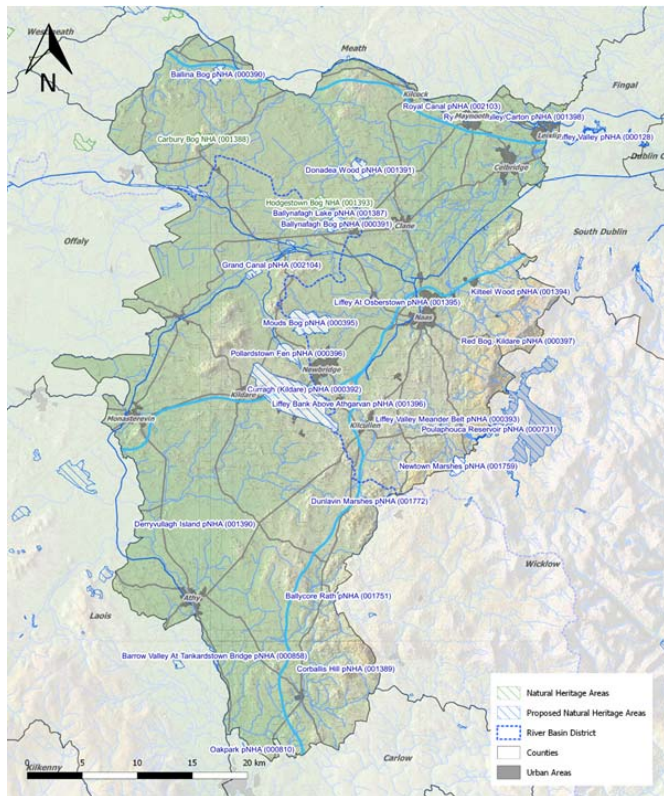 Westmeath
Meath
N
Ballina Bog pNHA (000390)
Kilcock
Fingal
Royal Canal pNHA (2103)
Maynooth
Carton pNHA (001398)
Leixlip
Liffey Valley pNHA (000128)
Carbury Bog NHA (001388)
Celbridge
Donadea Wood pNHA (001391)
Hodgestown Bog NHA (001393)
Ballynafagh Lake pNHA (001387)
Ballynafagh Bog pNHA (000391)
Clane
Offaly
South Dublin
Grand Canal pNHA (002104)
Kilteel Wood pNHA (001394)
Liffey At Osberstown pNHA (001395)
Naas
Mouds Bog pNHA (000395)
Red Bog, Kildare pNHA (000397)
Pollardstown Fen pNHA (000396)
Newbridge
Curragh (Kildare) pNHA (000392)
Kildare
Liffey Bank Above Athgarvan pNHA (001396)
Monasterevin
Liffey Valley Meander Belt pNHA (000393)
Kilcullen
Poulaphouca Reservoir pNHA (000731)
Newtown Marshes pNHA (001759)
Dunlavin Marshes pNHA (001772)
Derryvullagh Island pNHA (001390)
Wicklow
Ballycore Rath pNHA (001751)
Athy
Laois
Barrow Valley At Tankardstown Bridge pNHA (000858)
Corballis Hill pNHA (001389)
Natural Heritage Areas
Proposed Natural Heritage Areas
River Basin District
Counties
Urban Areas
Oakpark pNHA (000810)
Carlow
Kilkenny
0 5 10 20 km